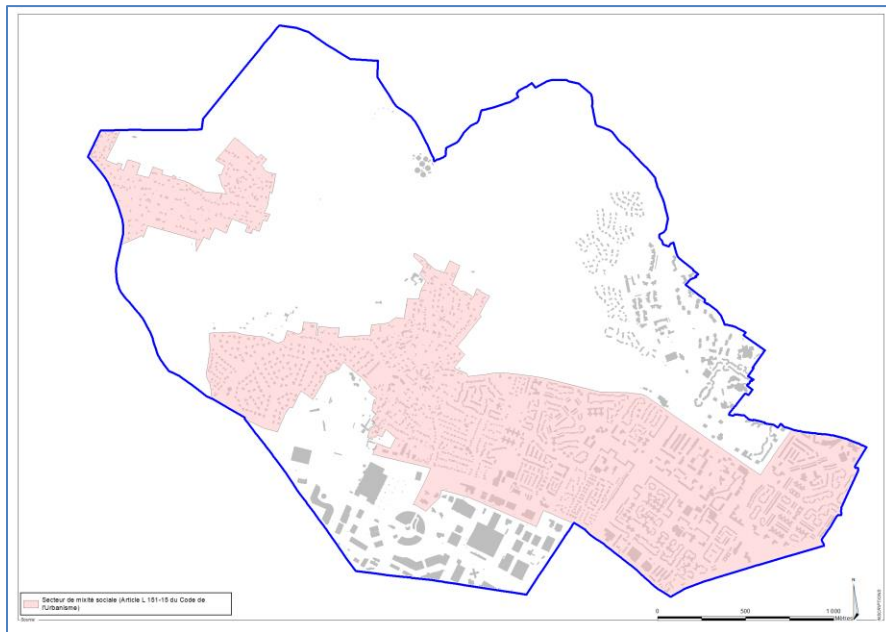 Secteur de mixité sociale (Article L 151-15 du Code de
l'Urbanisme)
N
0 500 1 000
Mètres